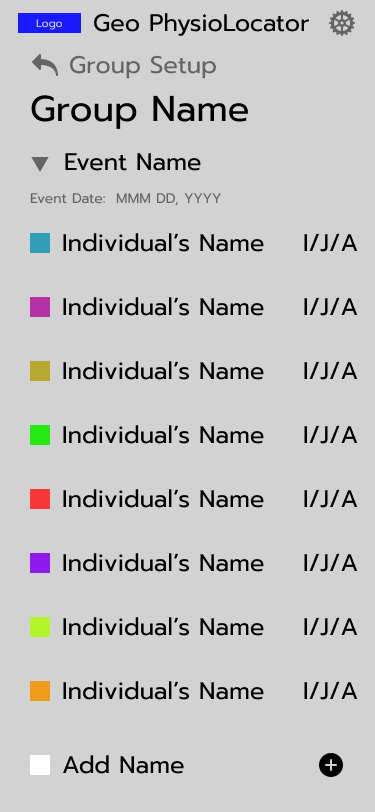 Logo Geo PhysioLocator
Group Setup
Group Name
Event Name
Event Date: MMM DD, YYYY
Individual’s Name I/J/A
Individual’s Name I/J/A
Individual’s Name I/J/A
Individual’s Name I/J/A
Individual’s Name I/J/A
Individual’s Name I/J/A
Individual’s Name I/J/A
Individual’s Name I/J/A
Add Name